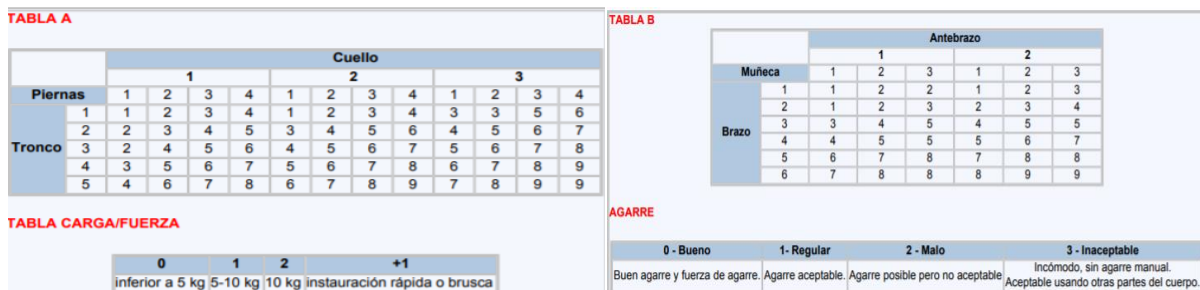 TABLA A
Cuello
1 2 3
Piernas 1 2 3 4 1 2 3 4 1 2 3 4
Tronco
1 1 2 3 4 1 2 3 4 3 3 5 6
2 2 3 4 5 3 4 5 6 4 5 6 7
3 2 4 5 6 4 5 6 7 5 6 7 8
4 3 5 6 7 5 6 7 8 6 7 8 9
5 4 6 7 8 6 7 8 9 7 8 9 9
TABLA CARGA/FUERZA
0 1 2 +1
inferior a 5 kg 5-10 kg 10 kg instauración rápida o brusca
TABLA B
Antebrazo
1 2
Muñeca 1 2 3 1 2 3
Brazo
1 1 2 2 1 2 3
2 1 2 3 2 3 4
3 3 4 5 4 5 5
4 4 5 5 5 6 7
5 6 7 8 7 8 8
6 7 8 8 8 9 9
AGARRE
0 - Bueno 1- Regular 2 - Malo 3 - Inaceptable
Buen agarre y fuerza de agarre. Agarre aceptable. Agarre posible pero no aceptable Incómodo, sin agarre manual.
Aceptable usando otras partes del cuerpo